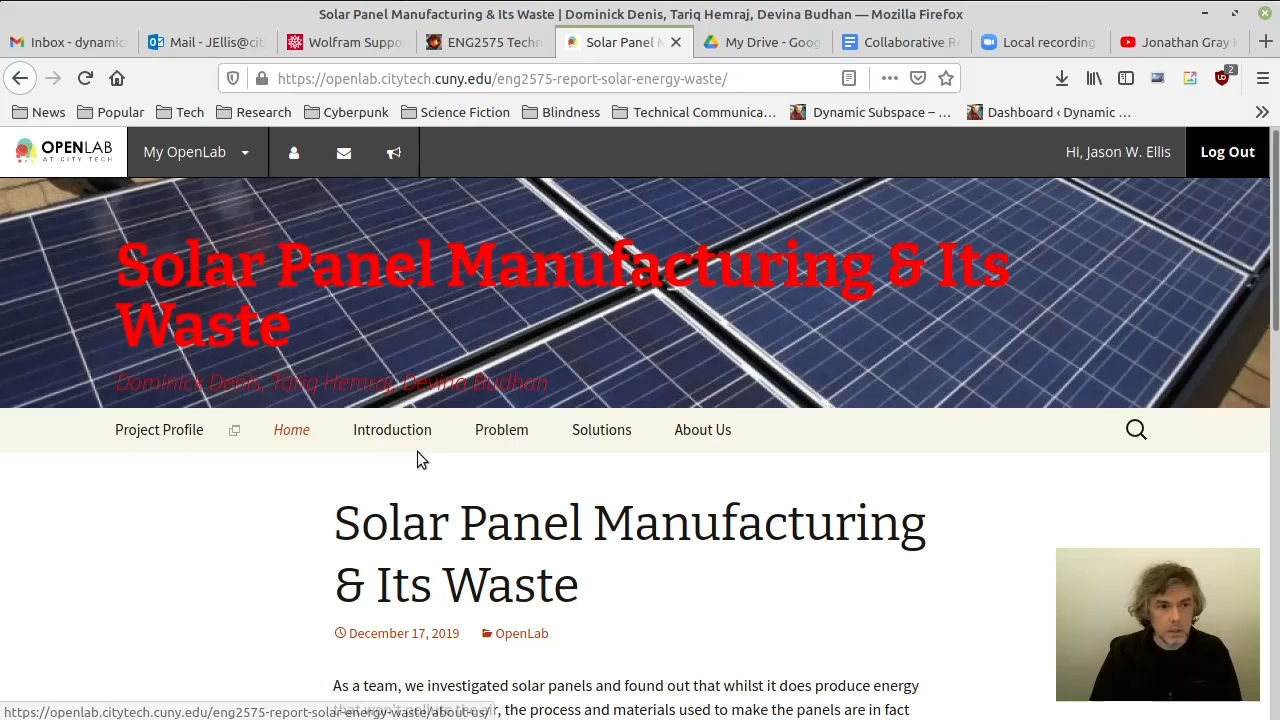 Solar Panel Manufacturing & Its Waste | Dominick Denis, Tariq Hemraj, Devina Budhan — Mozilla Firefox
Inbox - dynamic
Mail - JEllis@cit
Wolfram Suppo
ENG2575 Techn
Solar Panel M
My Drive - Goog
Collaborative R
Local recording
Jonathan Gray K
https://openlab.citytech.cuny.edu/eng2575-report-solar-energy-waste/
2
News
Popular
Tech
Research
Cyberpunk
Science Fiction
Blindness
Technical Communica…
Dynamic Subspace – …
Dashboard ‹ Dynamic …
OPENLAB
AT CITY TECH
My OpenLab
Hi, Jason W. Ellis
Log Out
Solar Panel Manufacturing & Its
Waste
Dominick Denis, Tariq Hemraj, Devina Budhan
Project Profile
Home
Introduction
Problem
Solutions
About Us
Solar Panel Manufacturing
& Its Waste
December 17, 2019
OpenLab
As a team, we investigated solar panels and found out that whilst it does produce energy
, the process and materials used to make the panels are in fact
https://openlab.citytech.cuny.edu/eng2575-report-solar-energy-waste/about-us/